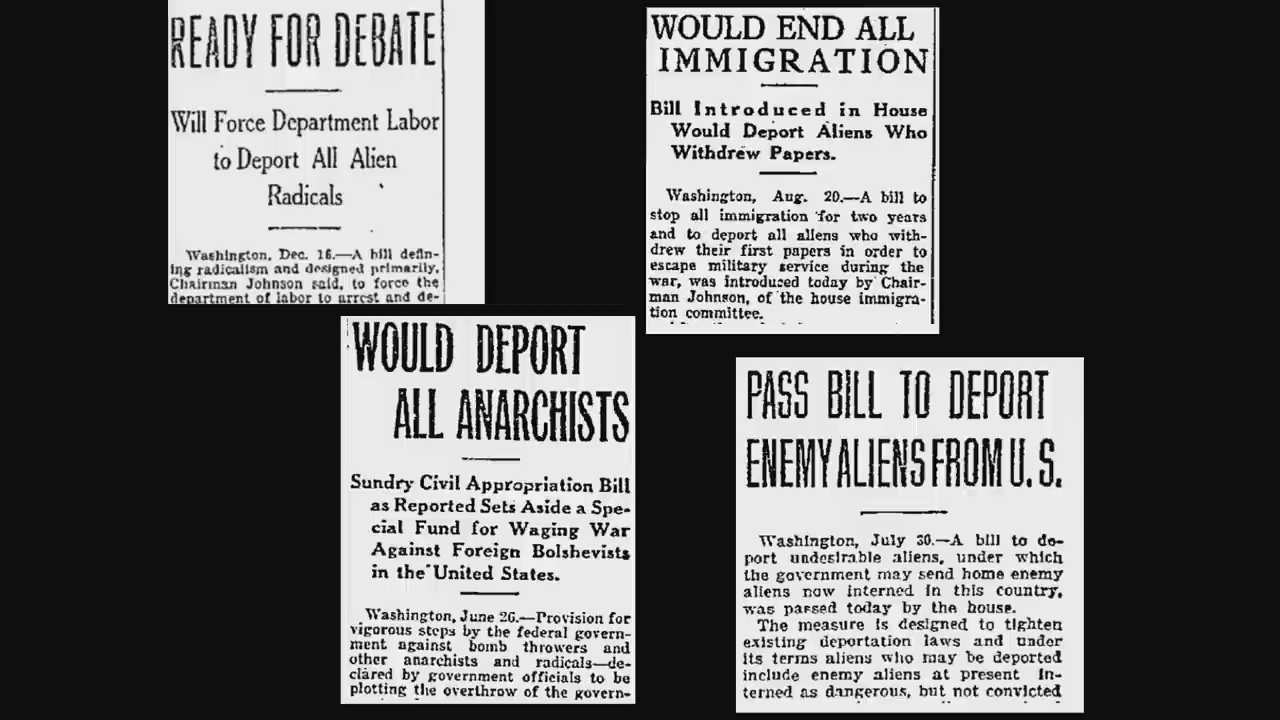 READY FOR DEBATE
Will Force Department Labor
to Deport All Alien
Radicals
Washington, Dec. 16.—A bill defin-
ing radicalism and designed primarily,
Chairman Johnson said, to force the
department of labor to arrest and de-
WOULD END ALL
IMMIGRATION
Bill Introduced in House
Would Deport Aliens Who
Withdrew Papers.
Washington, Aug. 20.—A bill to
stop all immigration for two years
and to deport all aliens who with-
drew their first papers in order to
escape military service during the
war, was introduced today by Chair-
man Johnson, of the house immigra-
tion committee.
WOULD DEPORT
ALL ANARCHISTS
Sundry Civil Appropriation Bill
as Reported Sets Aside a Spe-
cial Fund for Waging War
Against Foreign Bolshevists
in the United States.
Washington, June 26.—Provision for
vigorous steps by the federal govern-
ment against bomb throwers and
other anarchists and radicals—de-
clared by government officials to be
plotting the overthrow of the govern-
PASS BILL TO DEPORT
ENEMY ALIENS FROM U. S.
Washington, July 30.—A bill to de-
port undesirable aliens, under which
the government may send home enemy
aliens now interned in this country,
was passed today by the house.
The measure is designed to tighten
existing deportation laws and under
its terms aliens who may be deported
include enemy aliens at present in-
terned as dangerous, but not convicted